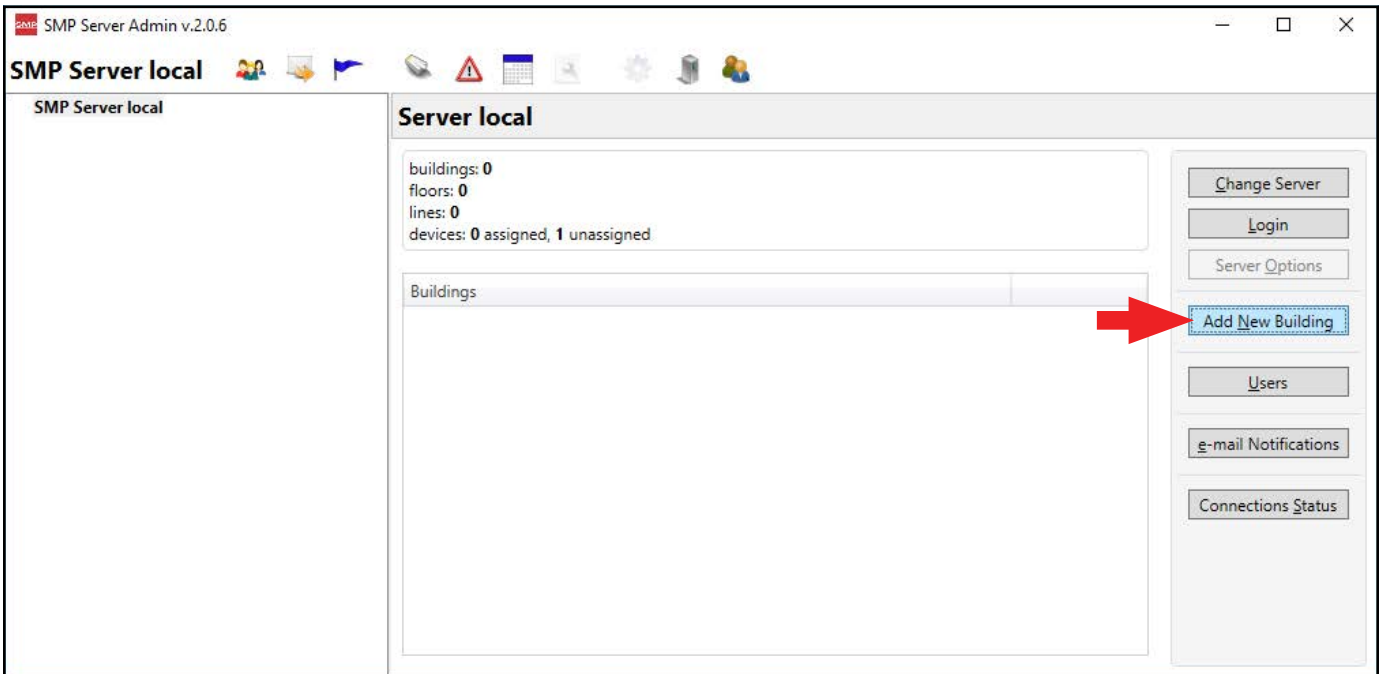 SMP SMP Server Admin v.2.0.6
SMP Server local
SMP Server local
Server local
buildings: 0
floors: 0
lines: 0
devices: 0 assigned, 1 unassigned
Buildings
Change Server
Login
Server Options
Add New Building
Users
e-mail Notifications
Connections Status